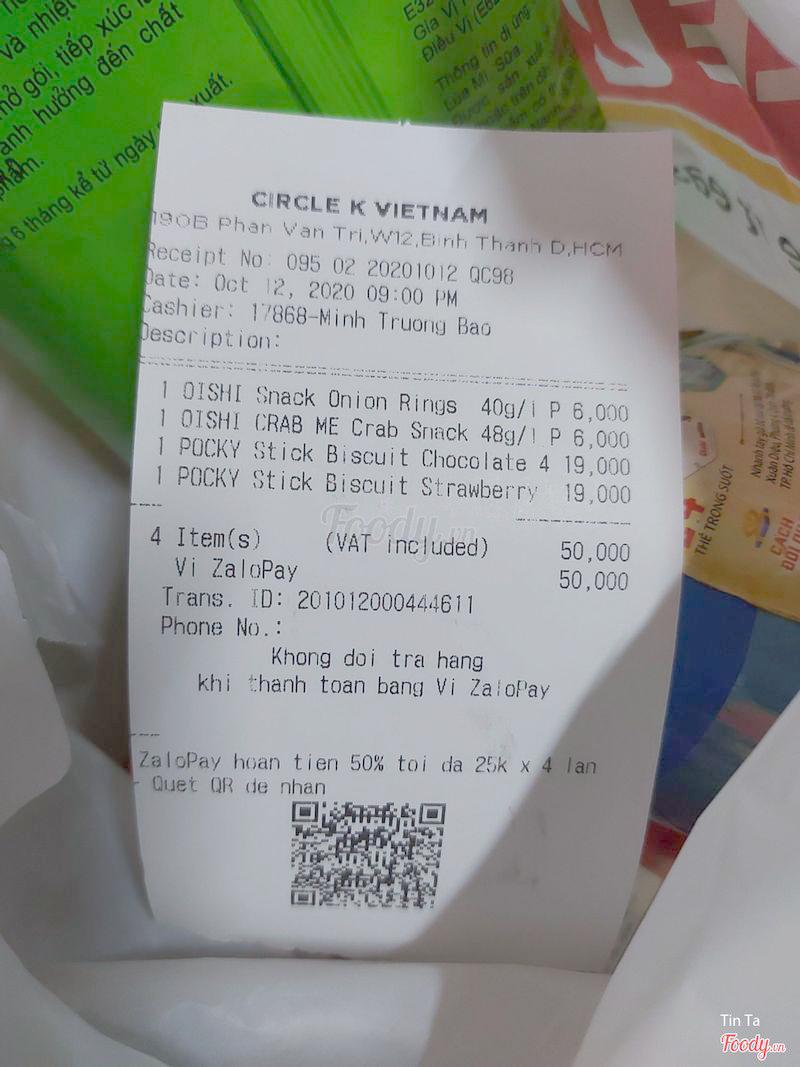 và nhiệt
ở gói, tiếp xúc
ảnh hưởng đến chất
xuất.
6 tháng kể từ ngày
E32
Gia Vị
Điều Vị
Thông tin dị ứng
Lúa Mì, Sữa.
CIRCLE K VIETNAM
190B Phan Van Tri,W12,Binh Thanh D,HCM
Receipt No: 095 02 20201012 QC98
Date: Oct 12, 2020 09:00 PM
Cashier: 17868-Minh Truong Bao
Description:
1 OISHI Snack Onion Rings 40g/l P 6,000
1 OISHI CRAB ME Crab Snack 48g/l P 6,000
1 POCKY Stick Biscuit Chocolate 4 19,000
1 POCKY Stick Biscuit Strawberry 19,000
4 Item(s) (VAT included) 50,000
Vi ZaloPay 50,000
Trans. ID: 201012000444611
Phone No.:
Khong doi tra hang
khi thanh toan bang Vi ZaloPay
ZaloPay hoan tien 50% toi da 25k x 4 lan
- Quet QR de nhan
Foody.vn
THẺ TRONG SUỐT
CÁCH
Tin Ta
Foody.vn